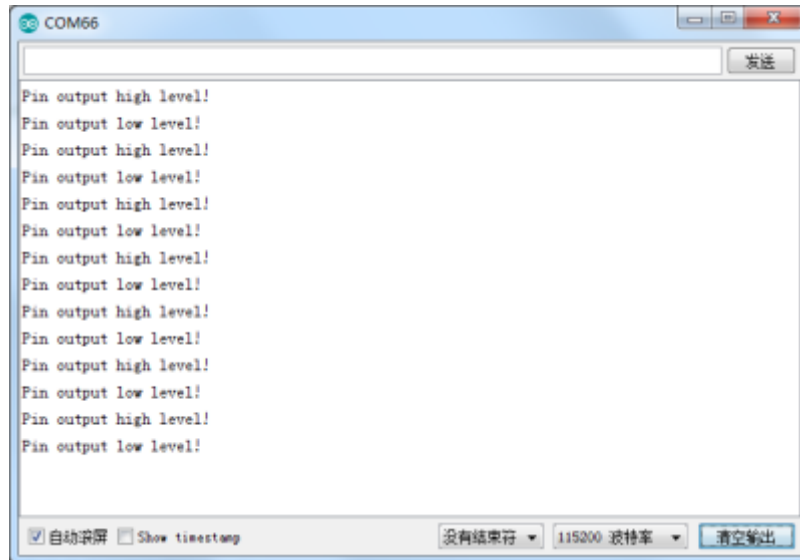 COM66
发送
Pin output high level!
Pin output low level!
Pin output high level!
Pin output low level!
Pin output high level!
Pin output low level!
Pin output high level!
Pin output low level!
Pin output high level!
Pin output low level!
Pin output high level!
Pin output low level!
Pin output high level!
Pin output low level!
自动滚屏 Show timestamp 没有结束符 115200 波特率 清空输出